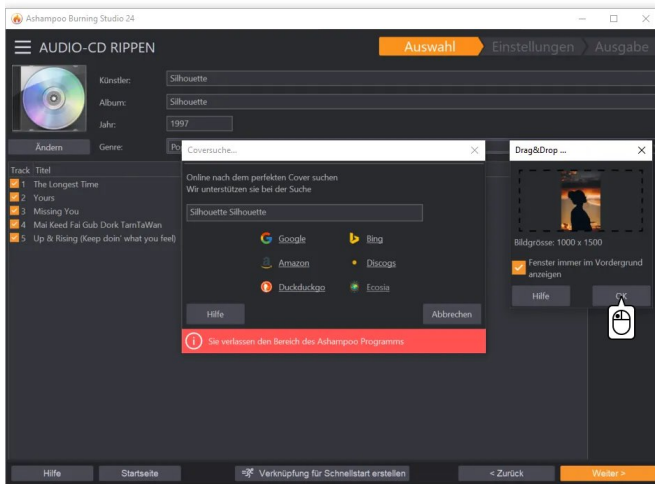 Ashampoo Burning Studio 24
AUDIO-CD RIPPEN
Auswahl
Einstellungen
Ausgabe
Künstler:
Silhouette
Album:
Silhouette
Jahr:
1997
Ändern
Genre:
Po
Track Titel
1 The Longest Time
2 Yours
3 Missing You
4 Mai Keed Fai Gub Dork TamTaWan
5 Up & Rising (Keep doin' what you feel)
Coversuche...
Online nach dem perfekten Cover suchen
Wir unterstützen sie bei der Suche
Silhouette Silhouette
Google
Bing
Amazon
Discogs
Duckduckgo
Ecosia
Hilfe
Abbrechen
Sie verlassen den Bereich des Ashampoo Programms
Drag&Drop ...
Bildgrösse: 1000 x 1500
Fenster immer im Vordergrund
anzeigen
Hilfe
OK
Hilfe
Startseite
Verknüpfung für Schnellstart erstellen
< Zurück
Weiter >